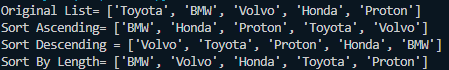 Original List= ['Toyota', 'BMW', 'Volvo', 'Honda', 'Proton']
Sort Ascending= ['BMW', 'Honda', 'Proton', 'Toyota', 'Volvo']
Sort Descending = ['Volvo', 'Toyota', 'Proton', 'Honda', 'BMW']
Sort By Length= ['BMW', 'Volvo', 'Honda', 'Toyota', 'Proton']